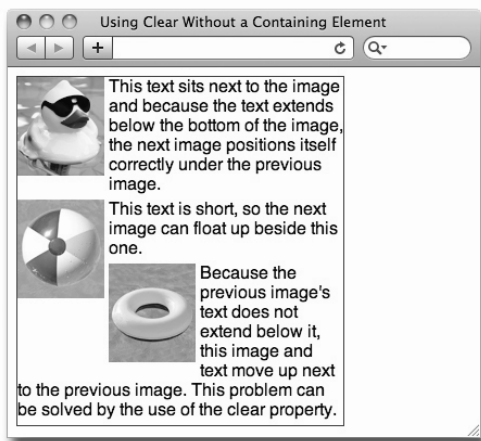 Using Clear Without a Containing Element
This text sits next to the image
and because the text extends
below the bottom of the image,
the next image positions itself
correctly under the previous
image.
This text is short, so the next
image can float up beside this
one.
Because the
previous image's
text does not
extend below it,
this image and
text move up next
to the previous image. This problem can
be solved by the use of the clear property.